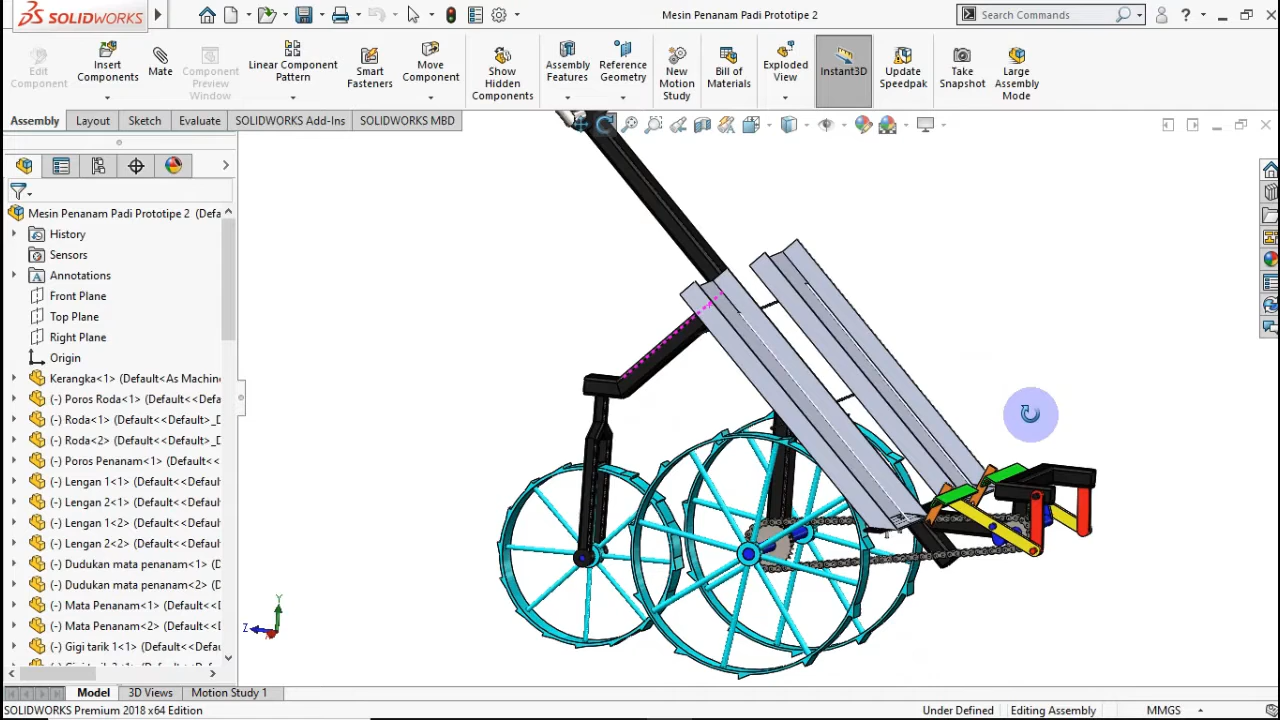 SOLIDWORKS
Mesin Penanam Padi Prototipe 2
Search Commands
Edit Component
Insert Components
Mate
Component Preview Window
Linear Component Pattern
Smart Fasteners
Move Component
Show Hidden Components
Assembly Features
Reference Geometry
New Motion Study
Bill of Materials
Exploded View
Instant3D
Update Speedpak
Take Snapshot
Large Assembly Mode
Assembly
Layout
Sketch
Evaluate
SOLIDWORKS Add-Ins
SOLIDWORKS MBD
Mesin Penanam Padi Prototipe 2 (Defa
History
Sensors
Annotations
Front Plane
Top Plane
Right Plane
Origin
Kerangka<1> (Default<As Machin
(-) Poros Roda<1> (Default<<Def
(-) Roda<1> (Default<<Default>_D
(-) Roda<2> (Default<<Default>_D
(-) Poros Penanam<1> (Default<<
(-) Lengan 1<1> (Default<<Defaul
(-) Lengan 2<1> (Default<<Defaul
(-) Lengan 1<2> (Default<<Defaul
(-) Lengan 2<2> (Default<<Defaul
(-) Dudukan mata penanam<1> (
(-) Dudukan mata penanam<2> (
(-) Mata Penanam<1> (Default<<
(-) Mata Penanam<2> (Default<<
(-) Gigi tarik 1<1> (Default<<Def
Y
Z
Model
3D Views
Motion Study 1
SOLIDWORKS Premium 2018 x64 Edition
Under Defined
Editing Assembly
MMGS